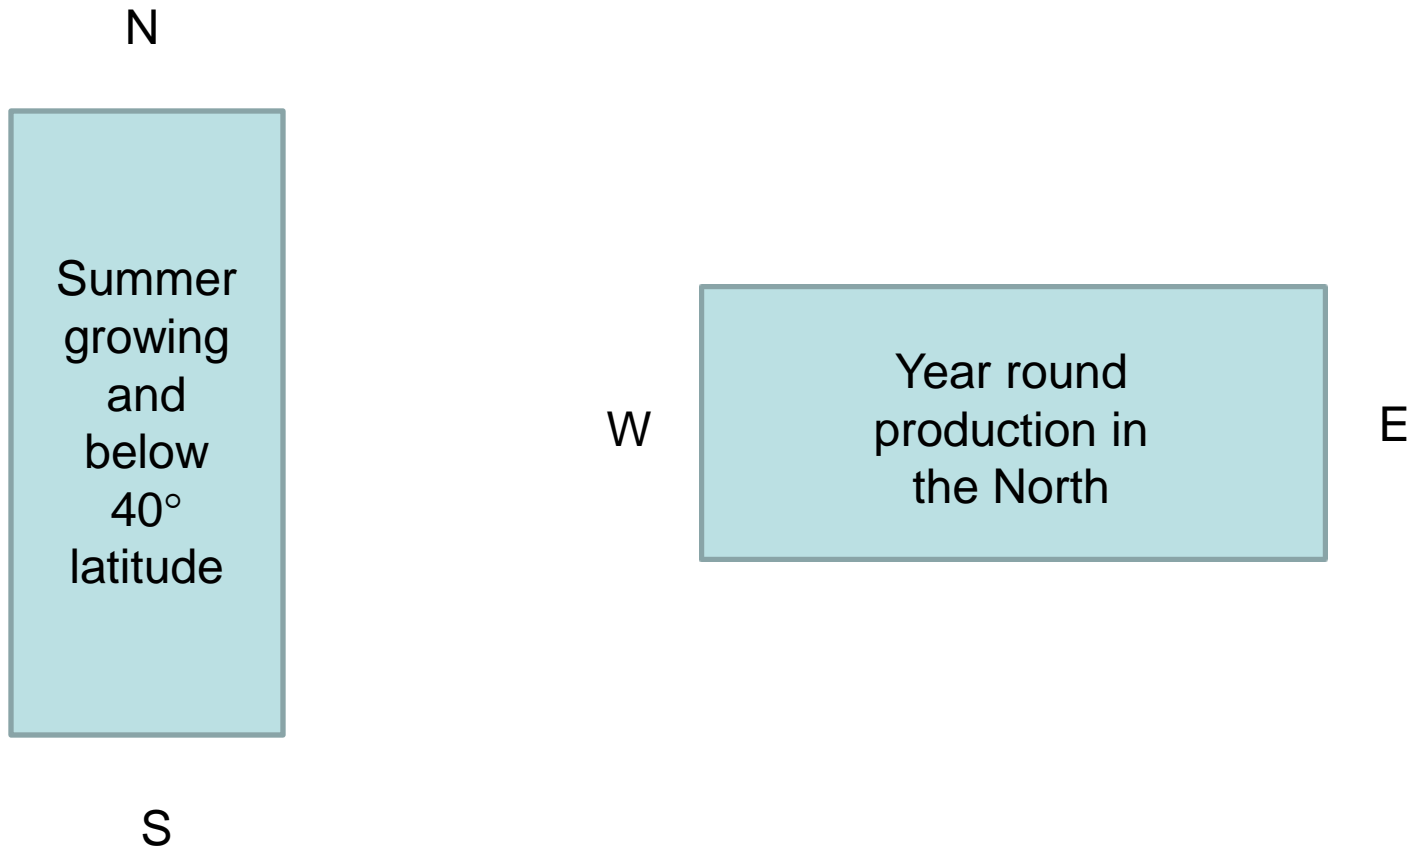 N
Summer
growing
and
below
40°
latitude
S
W
Year round
production in
the North
E